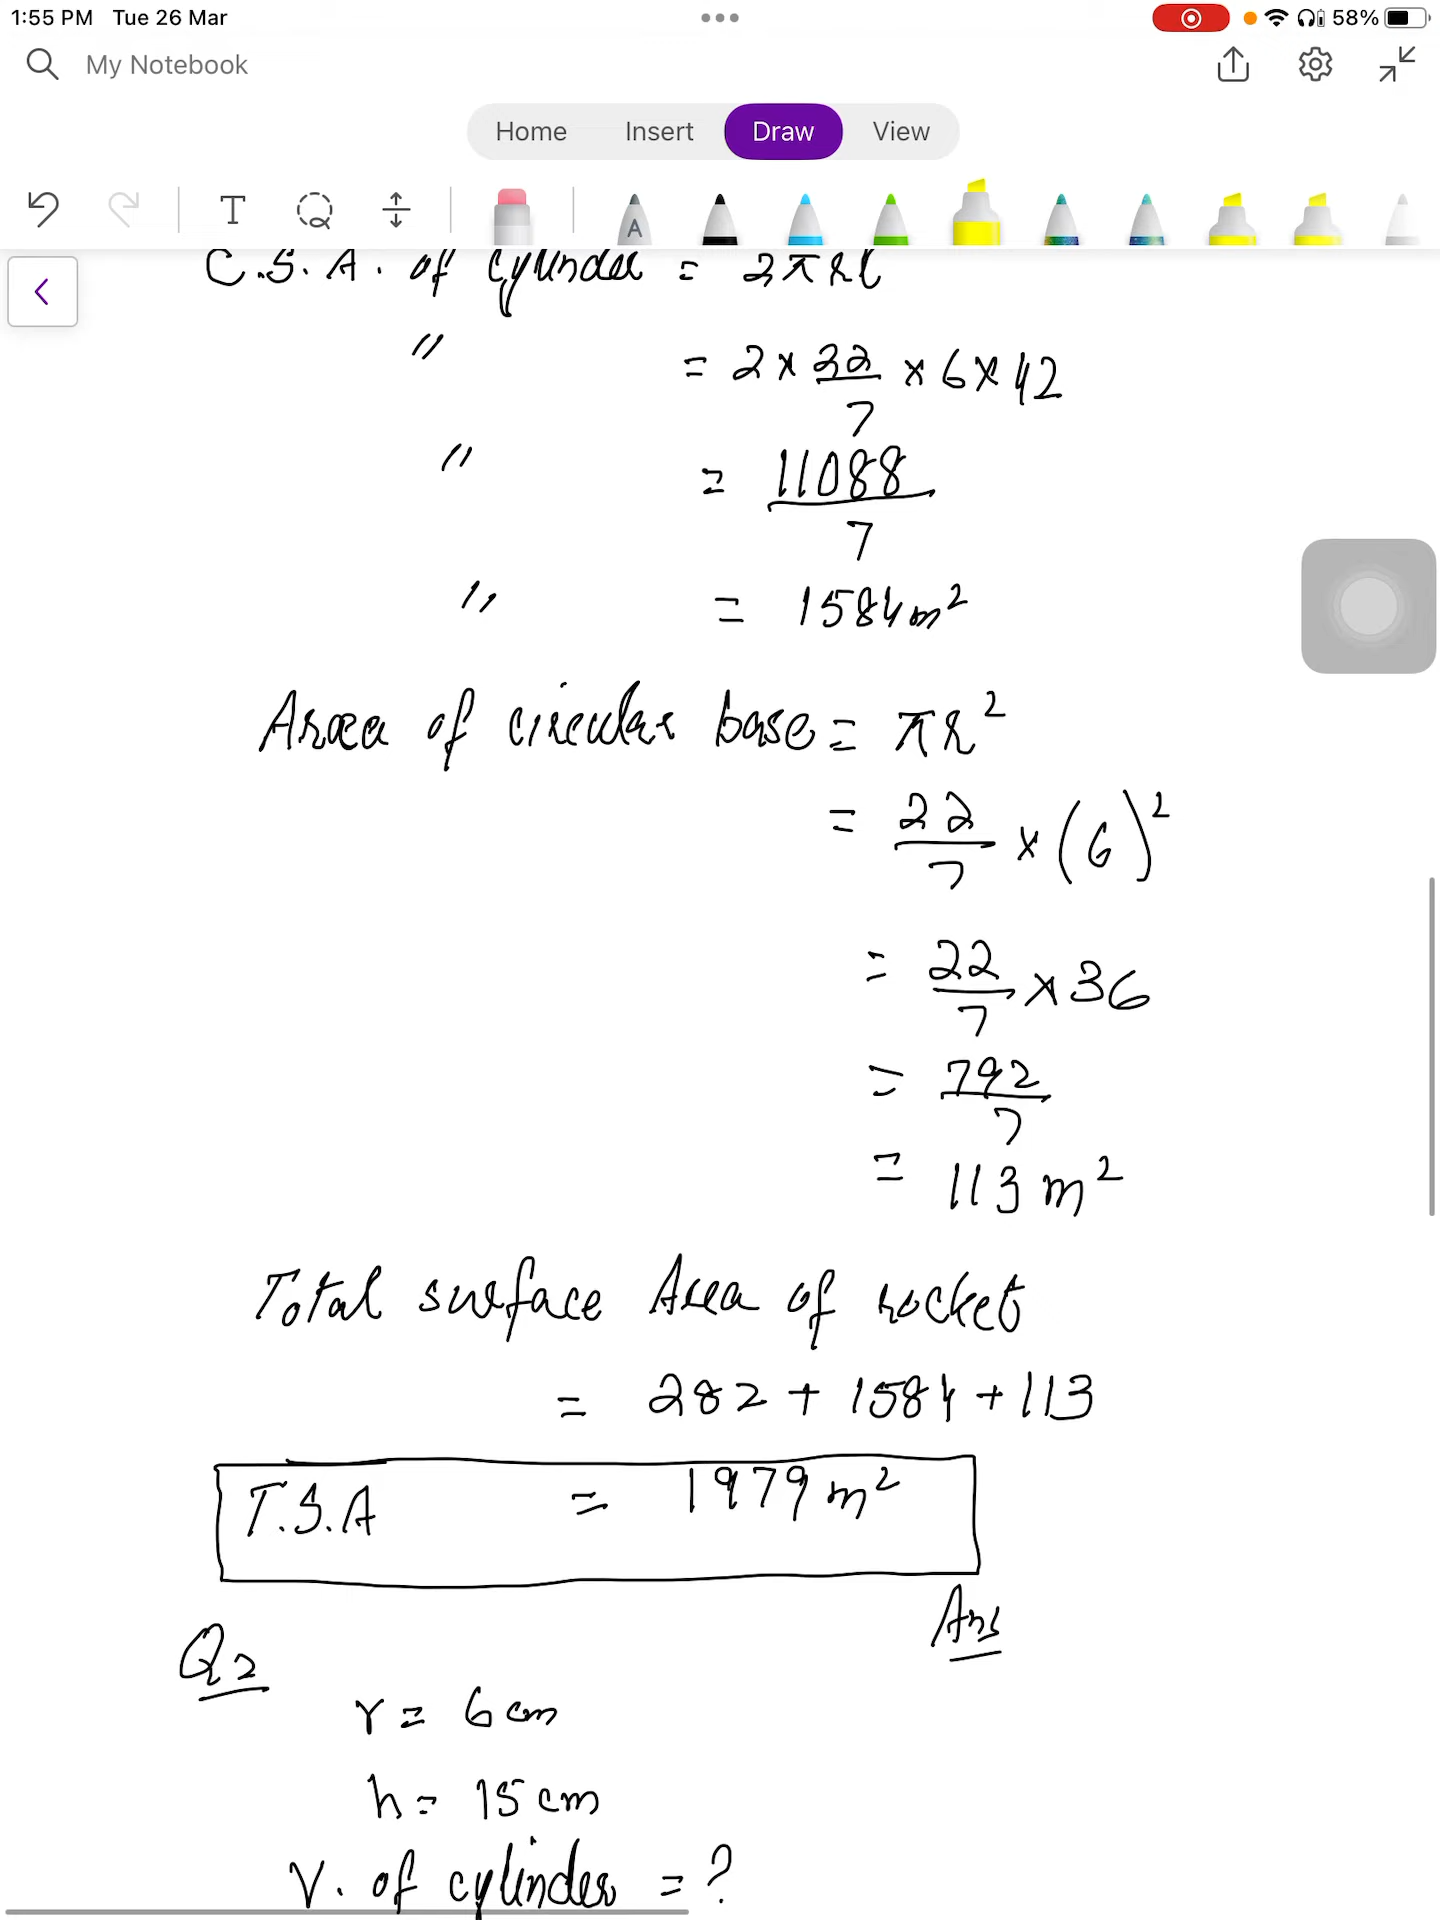 1:55 PM Tue 26 Mar
58%
My Notebook
Home Insert Draw View
T
A
C.S.A. of cylinder = 2πrl
" = 2 × 22/7 × 6 × 42
" = 11088/7
" = 1584 m²
Area of circular base = πr²
= 22/7 × (6)²
= 22/7 × 36
= 792/7
= 113 m²
Total surface Area of rocket
= 282 + 1584 + 113
T.S.A = 1979 m²
Ans
Q2
r = 6 cm
h = 15 cm
V. of cylinder = ?